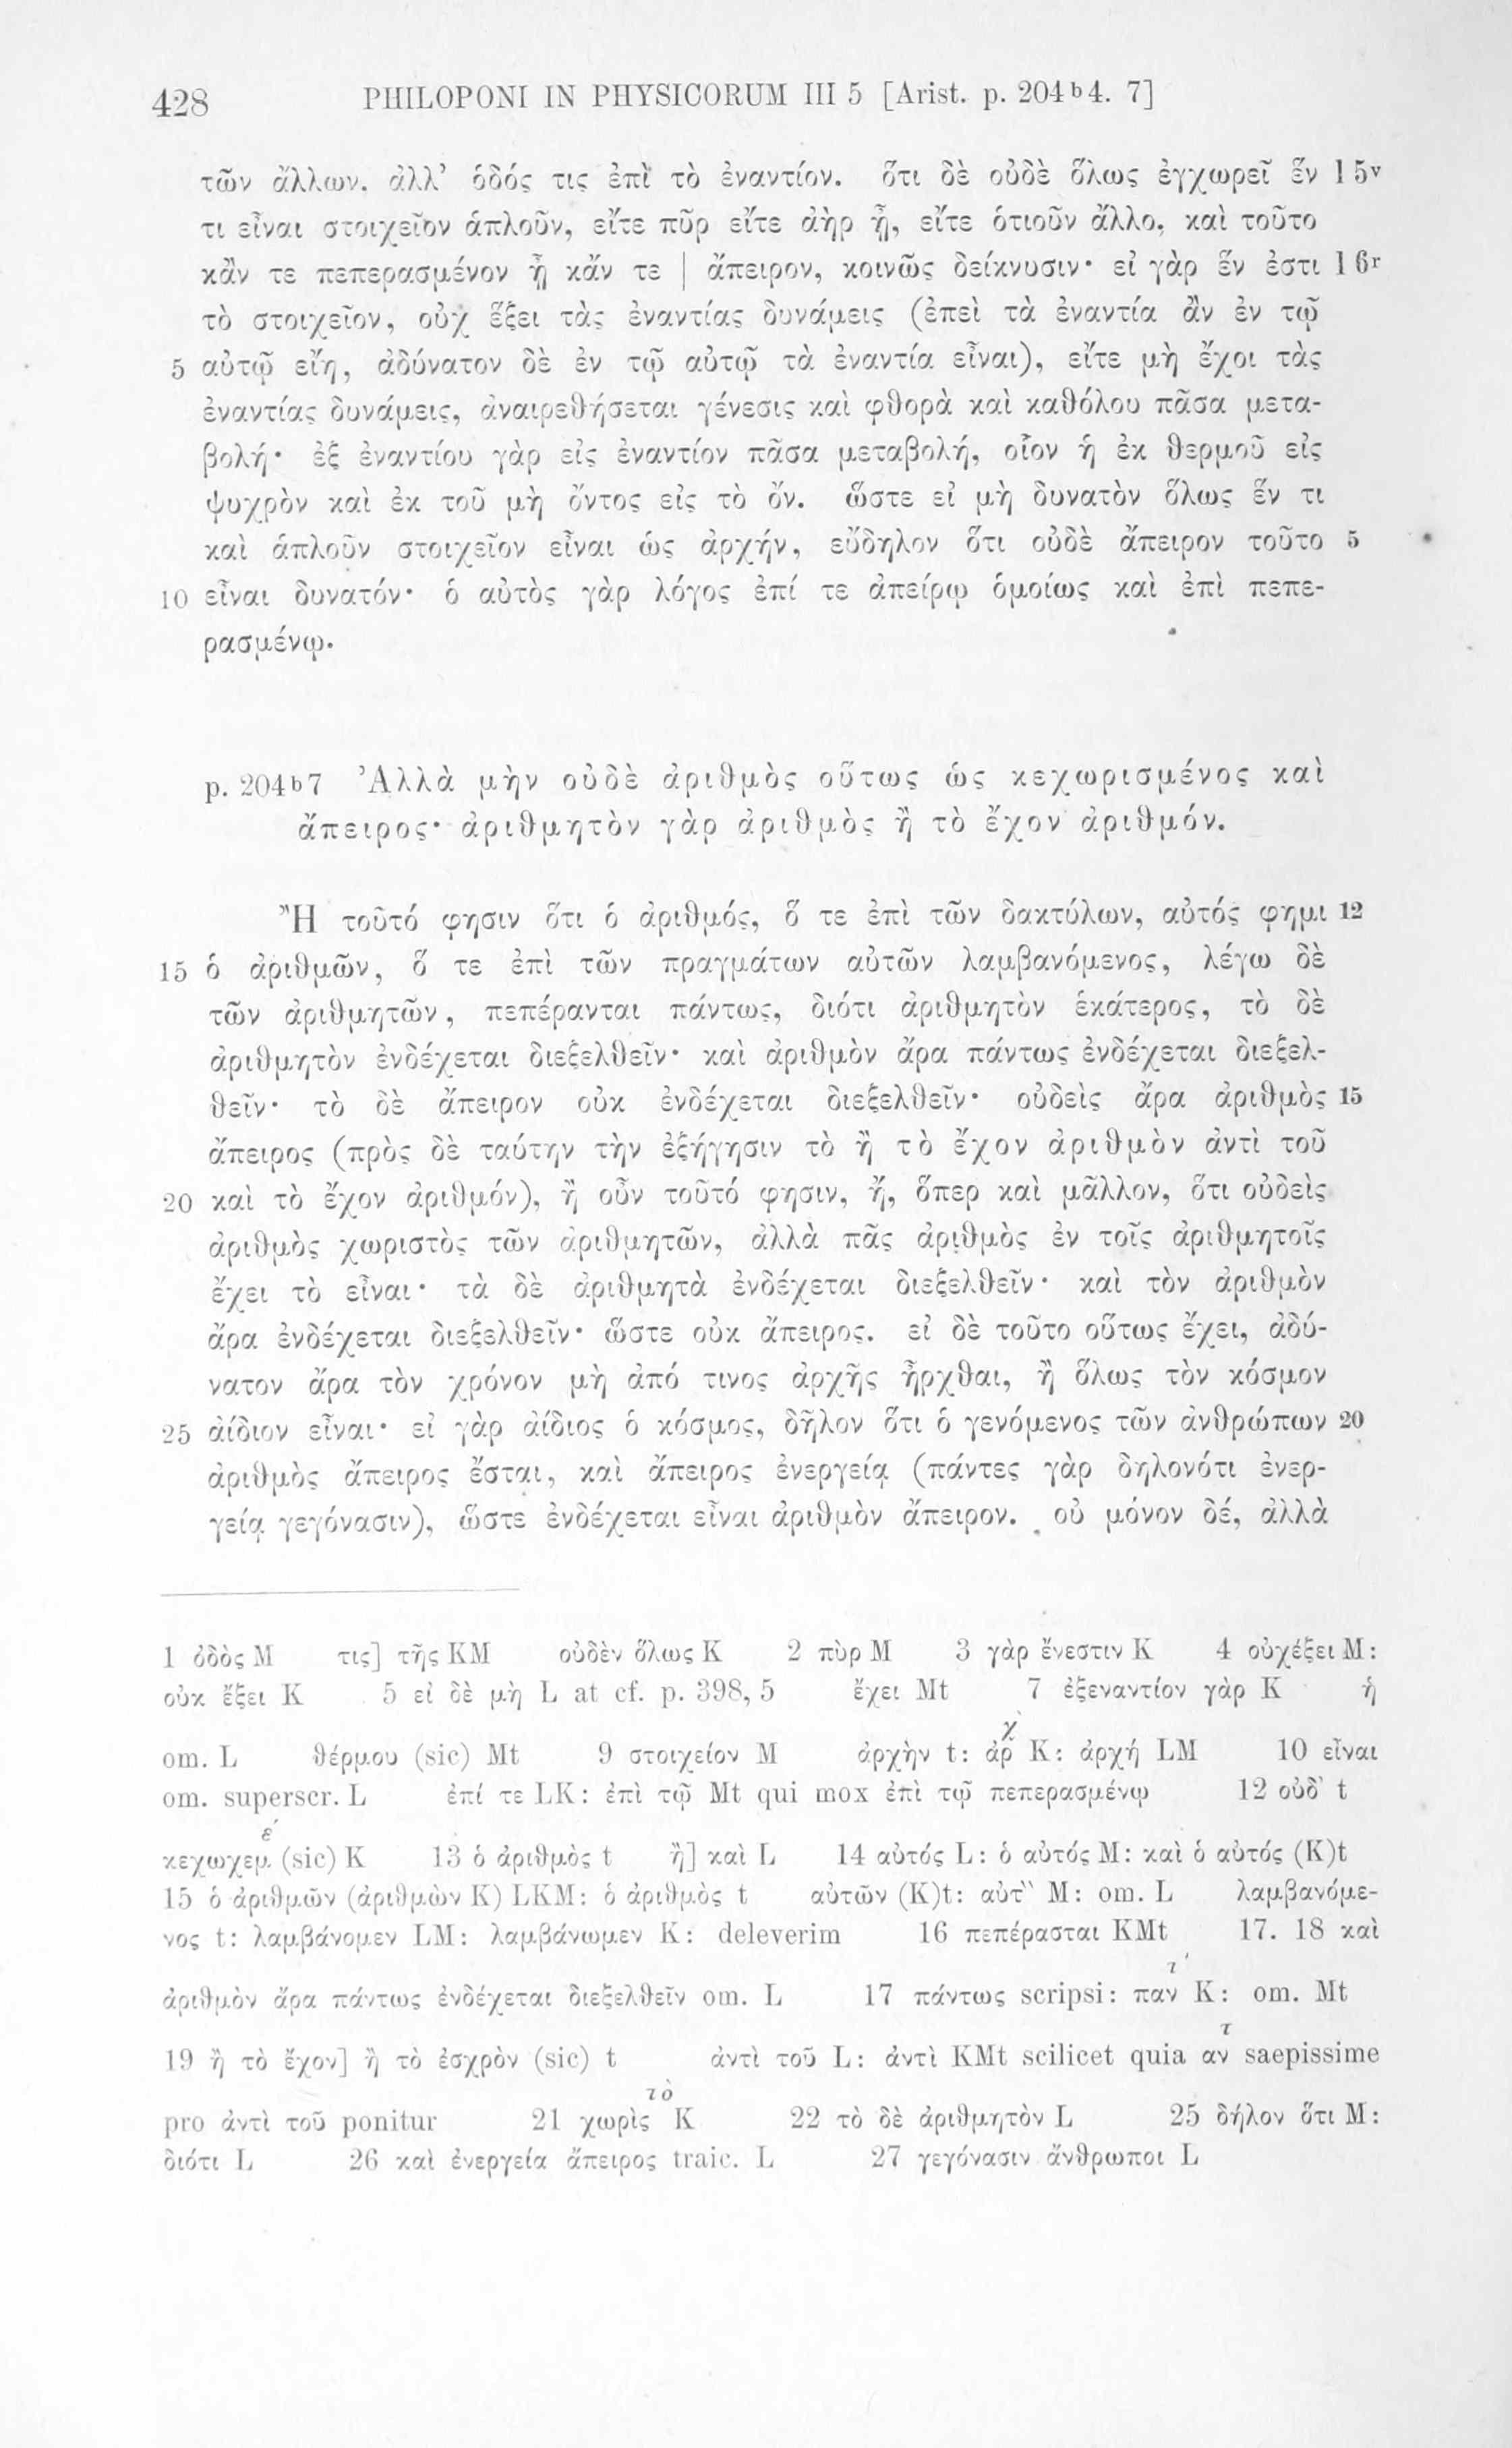 428 PHILOPONI IN PHYSICORUM III 5 [Arist. p. 204b4. 7]
τῶν ἄλλων. ἀλλ’ ὁδός τις ἐπὶ τὸ ἐναντίον. ὅτι δὲ οὐδὲ ὅλως ἐγχωρεῖ ἕν 15v
τι εἶναι στοιχεῖον ἁπλοῦν, εἴτε πῦρ εἴτε ἀὴρ ᾖ, εἴτε ὁτιοῦν ἄλλο, καὶ τοῦτο
κἄν τε πεπερασμένον ᾖ κἄν τε | ἄπειρον, κοινῶς δείκνυσιν· εἰ γὰρ ἕν ἐστι 16r
τὸ στοιχεῖον, οὐχ ἕξει τὰς ἐναντίας δυνάμεις (ἐπεὶ τὰ ἐναντία ἂν ἐν τῷ
5 αὐτῷ εἴη, ἀδύνατον δὲ ἐν τῷ αὐτῷ τὰ ἐναντία εἶναι), εἴτε μὴ ἔχοι τὰς
ἐναντίας δυνάμεις, ἀναιρεθήσεται γένεσις καὶ φθορὰ καὶ καθόλου πᾶσα μετα-
βολή· ἐξ ἐναντίου γὰρ εἰς ἐναντίον πᾶσα μεταβολή, οἷον ἡ ἐκ θερμοῦ εἰς
ψυχρὸν καὶ ἐκ τοῦ μὴ ὄντος εἰς τὸ ὄν. ὥστε εἰ μὴ δυνατὸν ὅλως ἕν τι
καὶ ἁπλοῦν στοιχεῖον εἶναι ὡς ἀρχήν, εὔδηλον ὅτι οὐδὲ ἄπειρον τοῦτο 5
10 εἶναι δυνατόν· ὁ αὐτὸς γὰρ λόγος ἐπί τε ἀπείρῳ ὁμοίως καὶ ἐπὶ πεπε-
ρασμένῳ.
p. 204b7 Ἀλλὰ μὴν οὐδὲ ἀριθμὸς οὕτως ὡς κεχωρισμένος καὶ
ἄπειρος· ἀριθμητὸν γὰρ ἀριθμὸς ἢ τὸ ἔχον ἀριθμόν.
Ἢ τοῦτό φησιν ὅτι ὁ ἀριθμός, ὅ τε ἐπὶ τῶν δακτύλων, αὐτός φημι 12
15 ὁ ἀριθμῶν, ὅ τε ἐπὶ τῶν πραγμάτων αὐτῶν λαμβανόμενος, λέγω δὲ
τῶν ἀριθμητῶν, πεπέρανται πάντως, διότι ἀριθμητὸν ἑκάτερος, τὸ δὲ
ἀριθμητὸν ἐνδέχεται διεξελθεῖν· καὶ ἀριθμὸν ἄρα πάντως ἐνδέχεται διεξελ-
θεῖν· τὸ δὲ ἄπειρον οὐκ ἐνδέχεται διεξελθεῖν· οὐδεὶς ἄρα ἀριθμὸς 15
ἄπειρος (πρὸς δὲ ταύτην τὴν ἐξήγησιν τὸ ἢ τὸ ἔχον ἀριθμὸν ἀντὶ τοῦ
20 καὶ τὸ ἔχον ἀριθμόν), ἢ οὖν τοῦτό φησιν, ἤ, ὅπερ καὶ μᾶλλον, ὅτι οὐδεὶς
ἀριθμὸς χωριστὸς τῶν ἀριθμητῶν, ἀλλὰ πᾶς ἀριθμὸς ἐν τοῖς ἀριθμητοῖς
ἔχει τὸ εἶναι· τὰ δὲ ἀριθμητὰ ἐνδέχεται διεξελθεῖν· καὶ τὸν ἀριθμὸν
ἄρα ἐνδέχεται διεξελθεῖν· ὥστε οὐκ ἄπειρος. εἰ δὲ τοῦτο οὕτως ἔχει, ἀδύ-
νατον ἄρα τὸν χρόνον μὴ ἀπό τινος ἀρχῆς ἦρχθαι, ἢ ὅλως τὸν κόσμον
25 ἀίδιον εἶναι· εἰ γὰρ ἀίδιος ὁ κόσμος, δῆλον ὅτι ὁ γενόμενος τῶν ἀνθρώπων 20
ἀριθμὸς ἄπειρος ἔσται, καὶ ἄπειρος ἐνεργείᾳ (πάντες γὰρ δηλονότι ἐνερ-
γείᾳ γεγόνασιν), ὥστε ἐνδέχεται εἶναι ἀριθμὸν ἄπειρον. οὐ μόνον δέ, ἀλλὰ
1 ὀδὸς M τις] τῆς KM οὐδὲν ὅλως K 2 πὺρ M 3 γὰρ ἔνεστιν K 4 οὐχέξει M:
οὐκ ἔξει K 5 εἰ δὲ μὴ L at cf. p. 398, 5 ἔχει Mt 7 ἐξεναντίον γὰρ K ἡ
om. L θέρμου (sic) Mt 9 στοιχείον M ἀρχὴν t: ἀρχ K: ἀρχή LM 10 εἶναι
om. superscr. L ἐπί τε LK: ἐπὶ τῷ Mt qui mox ἐπὶ τῷ πεπερασμένῳ 12 οὐδ’ t
κεχωχεμε (sic) K 13 ὁ ἀριθμὸς t ἢ] καὶ L 14 αὐτός L: ὁ αὐτός M: καὶ ὁ αὐτός (K)t
15 ὁ ἀριθμῶν (ἀριθμὼν K) LKM: ὁ ἀριθμὸς t αὐτῶν (K)t: αὐτ῾῾ M: om. L λαμβανόμε-
νος t: λαμβάνομεν LM: λαμβάνωμεν K: deleverim 16 πεπέρασται KMt 17. 18 καὶ
ἀριθμὸν ἄρα πάντως ἐνδέχεται διεξελθεῖν om. L 17 πάντως scripsi: παντ K: om. Mt
19 ἢ τὸ ἔχον] ἢ τὸ ἐσχρὸν (sic) t ἀντὶ τοῦ L: ἀντὶ KMt scilicet quia αντ saepissime
pro ἀντὶ τοῦ ponitur 21 χωρὶςτὸ K 22 τὸ δὲ ἀριθμητὸν L 25 δήλον ὅτι M:
διότι L 26 καὶ ἐνεργεία ἄπειρος traic. L 27 γεγόνασιν ἄνθρωποι L